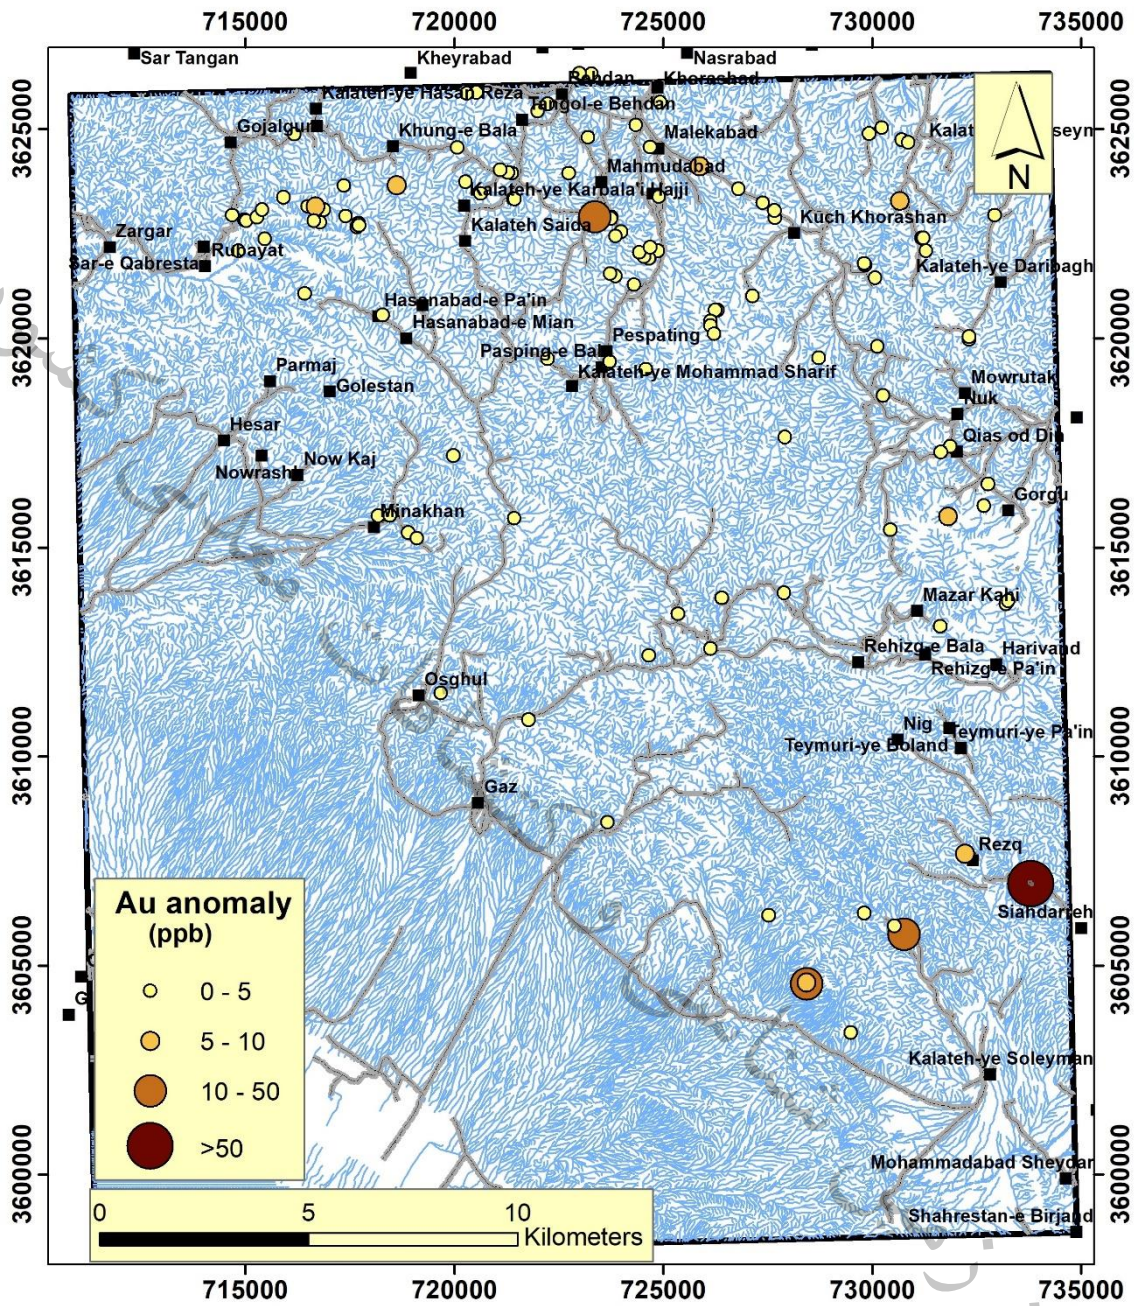 715000 720000 725000 730000 735000
Sar Tangan
Kheyrabad
Nasrabad
Behdan
Khorashad
Kalateh-ye Hasan Reza
Tangol-e Behdan
3625000
3625000
Gojalgun
Khung-e Bala
Malekabad
Kalat
seyn
N
Mahmudabad
Kalateh-ye Karbala'i Hajji
Zargar
Kalateh Saida
Kuch Khorashan
Rubayat
Sar-e Qabresta
Kalateh-ye Daribagh
Hasanabad-e Pa'in
Hasanabad-e Mian
3620000
Pespating
3620000
Pasping-e Bala
Parmaj
Kalateh-ye Mohammad Sharif
Golestan
Mowrutak
Nuk
Hesar
Qias od Din
Nowrash
Now Kaj
Gorgu
Minakhan
3615000
3615000
Mazar Kahi
Rehizg-e Bala
Harivand
Rehizg-e Pa'in
Osghul
Nig
Teymuri-ye Pa'in
Teymuri-ye Boland
3610000
3610000
Gaz
Rezq
Au anomaly
(ppb)
Siahdarreh
0 - 5
3605000
3605000
G
5 - 10
Kalateh-ye Soleyman
10 - 50
>50
Mohammadabad Sheydar
3600000
3600000
0 5 10
Kilometers
Shahrestan-e Birjand
715000 720000 725000 730000 735000